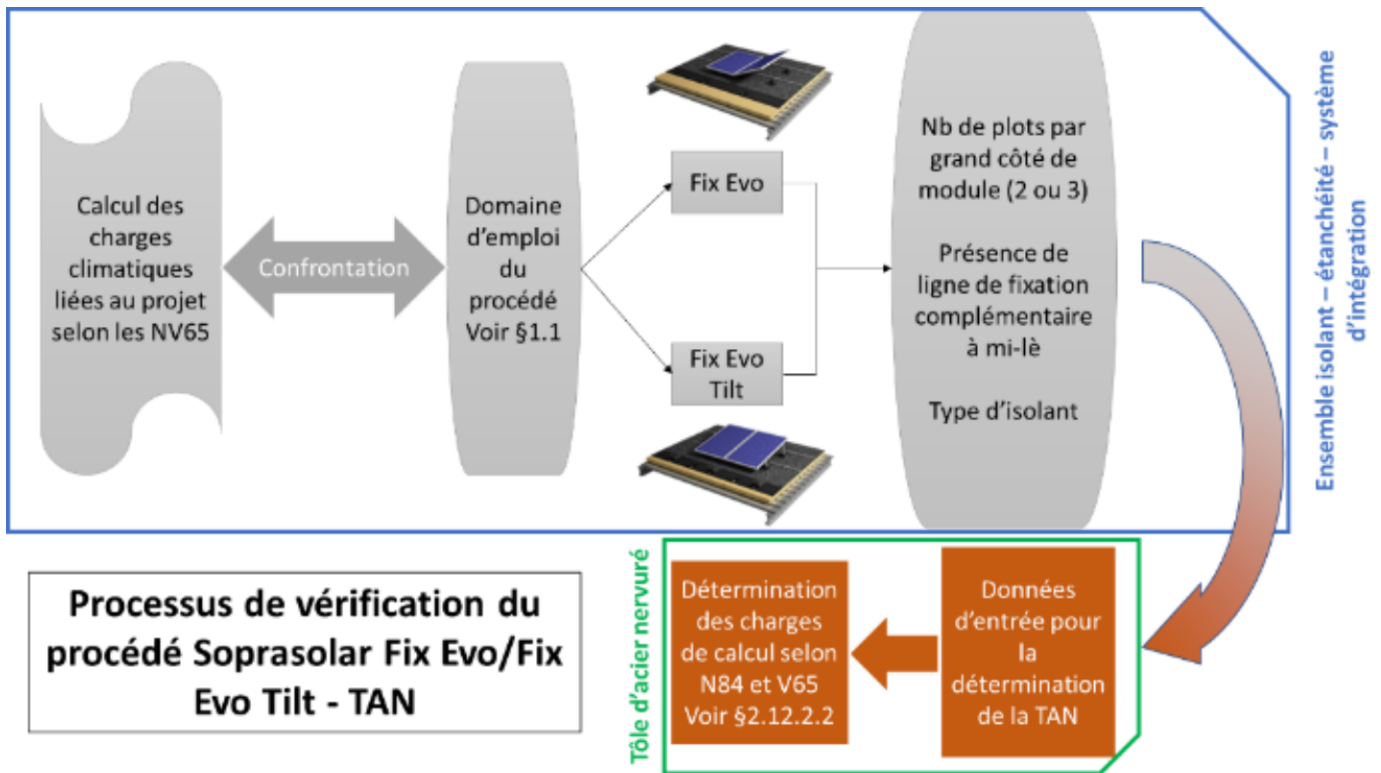 Calcul des
charges
climatiques
liées au projet
selon les NV65
Confrontation
Domaine
d'emploi
du
procédé
Voir §1.1
Fix Evo
Fix Evo
Tilt
Nb de plots par
grand côté de
module (2 ou 3)
Présence de
ligne de fixation
complémentaire
à mi-lè
Type d'isolant
Ensemble isolant – étanchéité – système
d'intégration
Processus de vérification du
procédé Soprasolar Fix Evo/Fix
Evo Tilt - TAN
Tôle d'acier nervuré
Détermination
des charges
de calcul selon
N84 et V65
Voir §2.12.2.2
Données
d'entrée pour
la
détermination
de la TAN